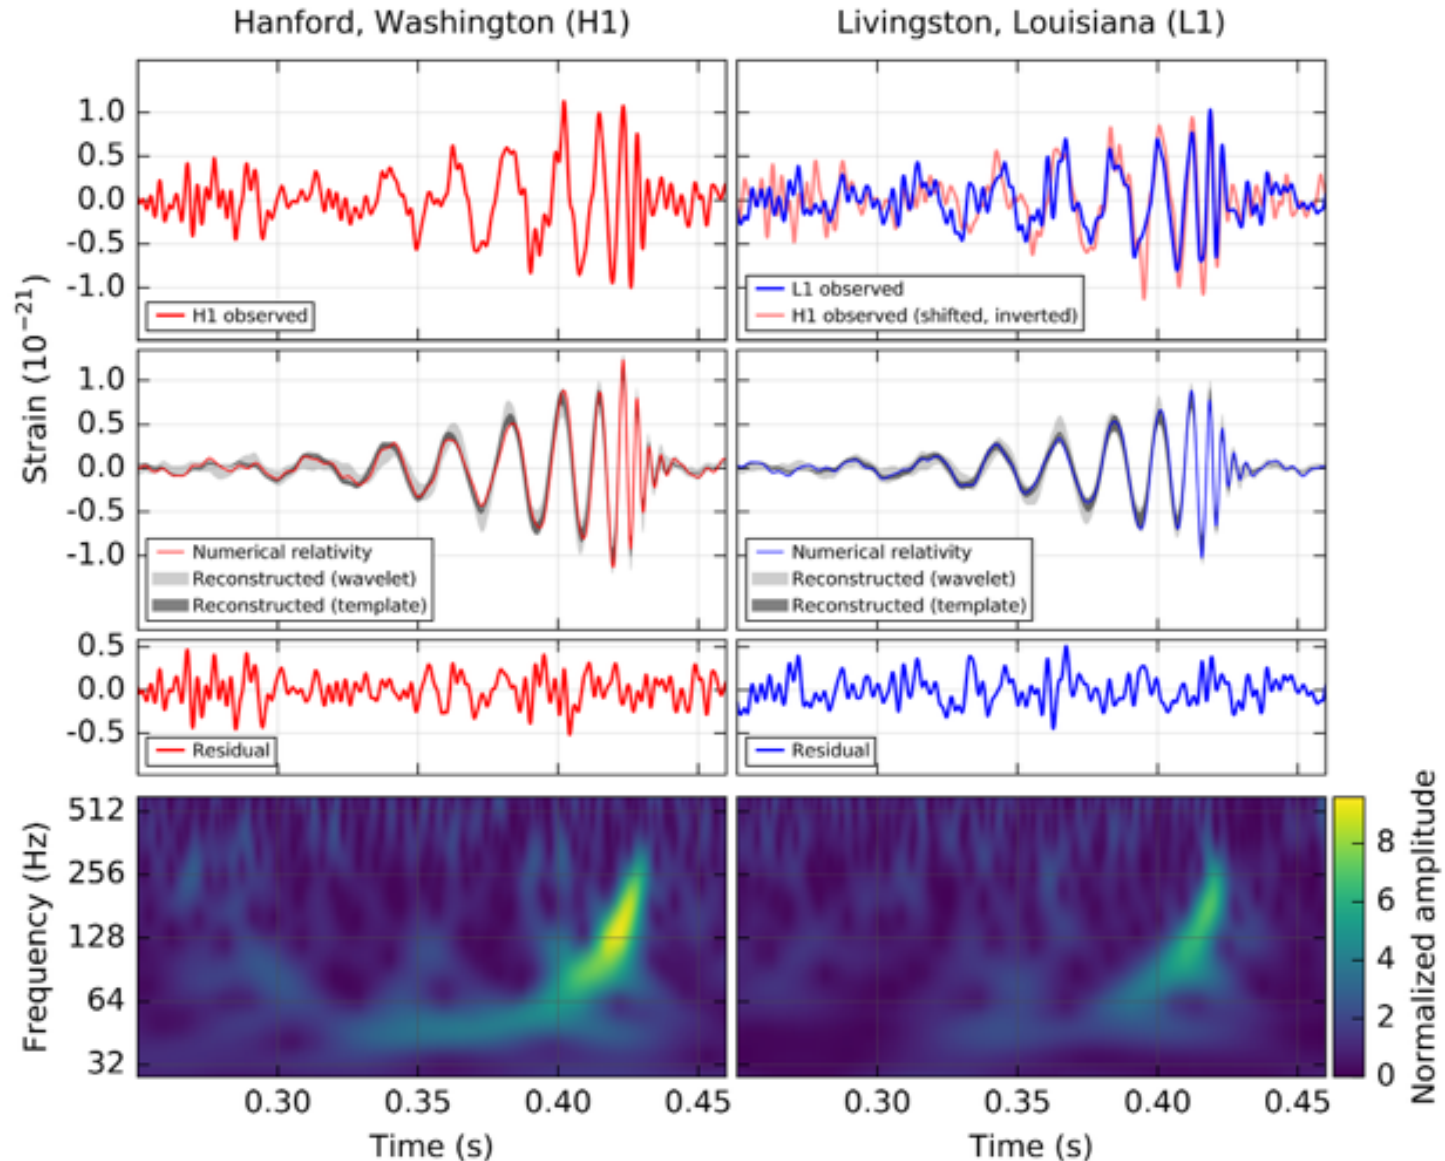 Hanford, Washington (H1)
Livingston, Louisiana (L1)
Strain (10⁻²¹)
1.0
0.5
0.0
-0.5
-1.0
H1 observed
L1 observed
H1 observed (shifted, inverted)
1.0
0.5
0.0
-0.5
-1.0
Numerical relativity
Reconstructed (wavelet)
Reconstructed (template)
Numerical relativity
Reconstructed (wavelet)
Reconstructed (template)
0.5
0.0
-0.5
Residual
Residual
Frequency (Hz)
512
256
128
64
32
0.30
0.35
0.40
0.45
Time (s)
0.30
0.35
0.40
0.45
Time (s)
8
6
4
2
0
Normalized amplitude